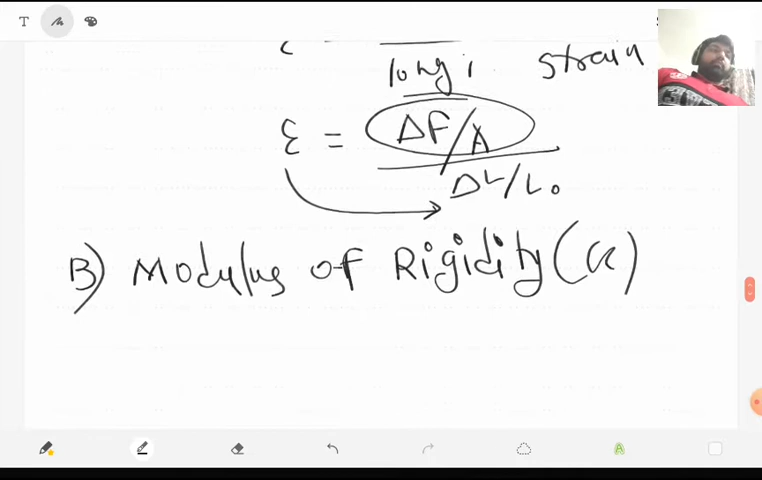 longi strain
ε = ΔF/A
ΔL/L₀
B) Modulus of Rigidity (K)